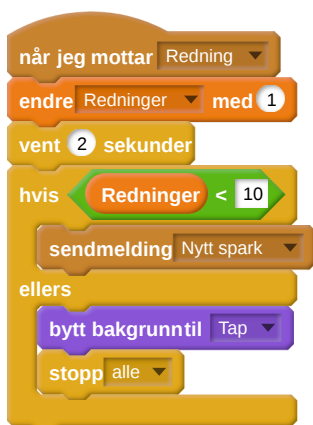 når jeg mottar Redning
endre Redninger med 1
vent 2 sekunder
hvis Redninger < 10
sendmelding Nytt spark
ellers
bytt bakgrunntil Tap
stopp alle